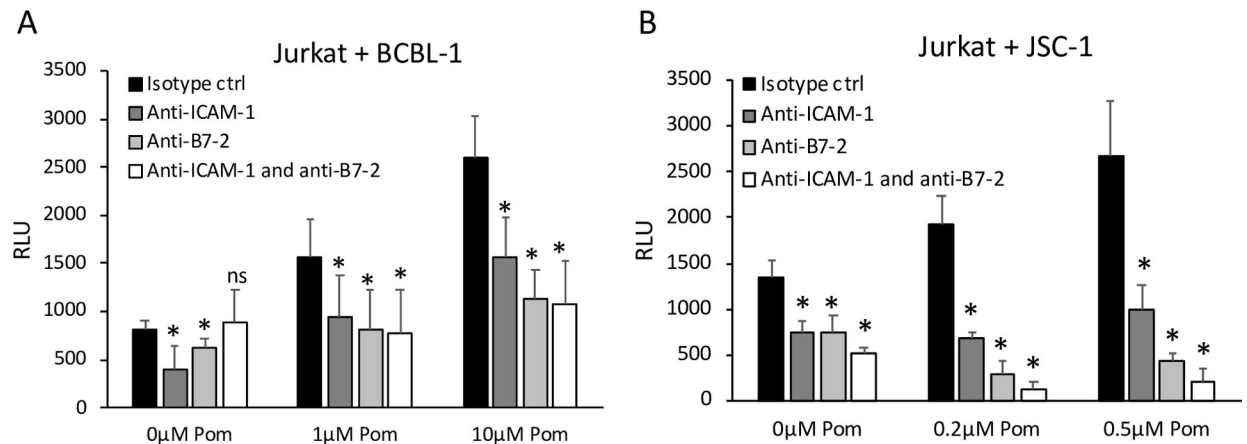 A
Jurkat + BCBL-1
RLU
3500
3000
2500
2000
1500
1000
500
0
Isotype ctrl
Anti-ICAM-1
Anti-B7-2
Anti-ICAM-1 and anti-B7-2
* * ns
* * *
* * *
0μM Pom 1μM Pom 10μM Pom
B
Jurkat + JSC-1
RLU
3500
3000
2500
2000
1500
1000
500
0
Isotype ctrl
Anti-ICAM-1
Anti-B7-2
Anti-ICAM-1 and anti-B7-2
* * *
* * *
* * *
0μM Pom 0.2μM Pom 0.5μM Pom